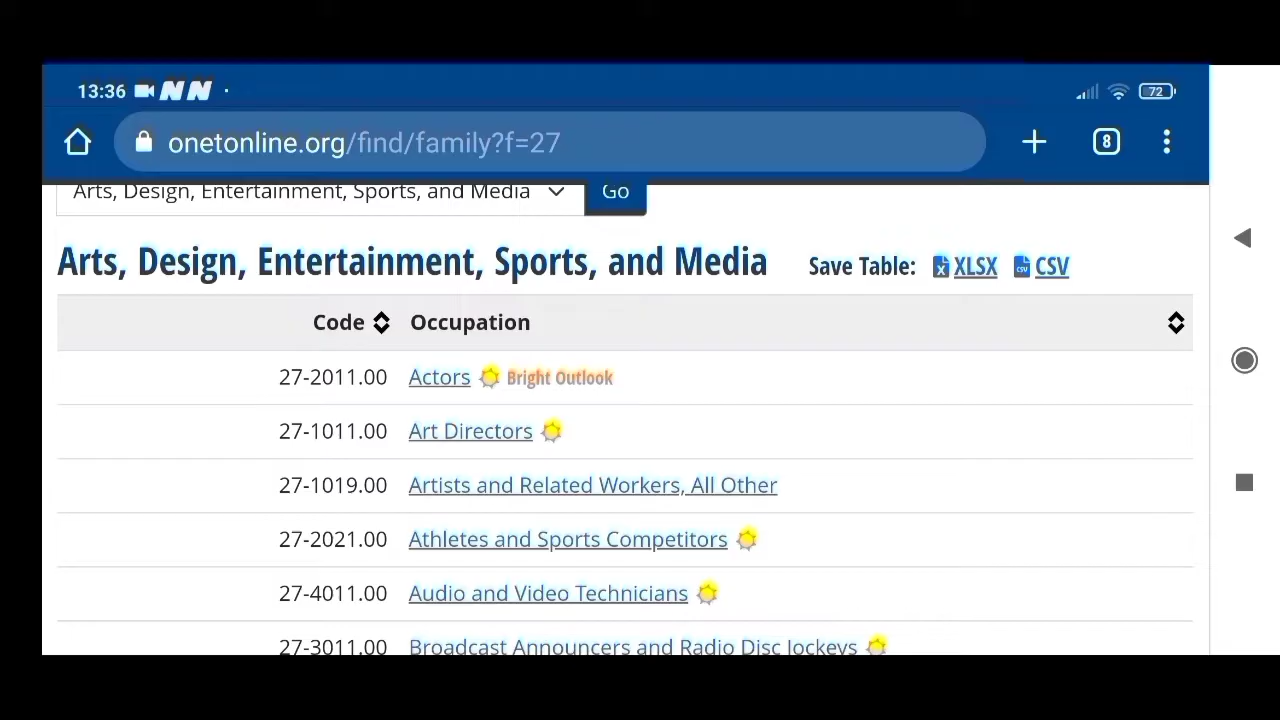 13:36 NN ·
72
onetonline.org/find/family?f=27
8
Arts, Design, Entertainment, Sports, and Media Go
Arts, Design, Entertainment, Sports, and Media Save Table: XLSX CSV
Code Occupation
27-2011.00 Actors Bright Outlook
27-1011.00 Art Directors
27-1019.00 Artists and Related Workers, All Other
27-2021.00 Athletes and Sports Competitors
27-4011.00 Audio and Video Technicians
27-3011.00 Broadcast Announcers and Radio Disc Jockeys